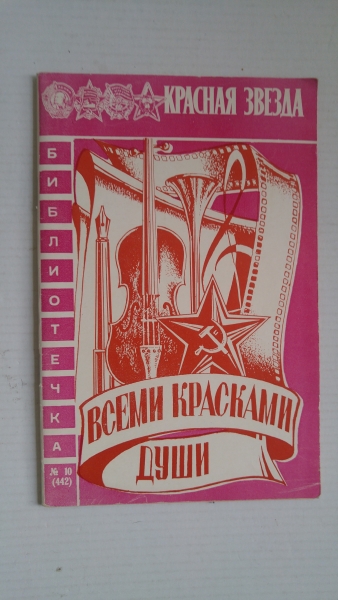 КРАСНАЯ ЗВЕЗДА
БИБЛИОТЕЧКА
№ 10
(442)
ВСЕМИ КРАСКАМИ
ДУШИ